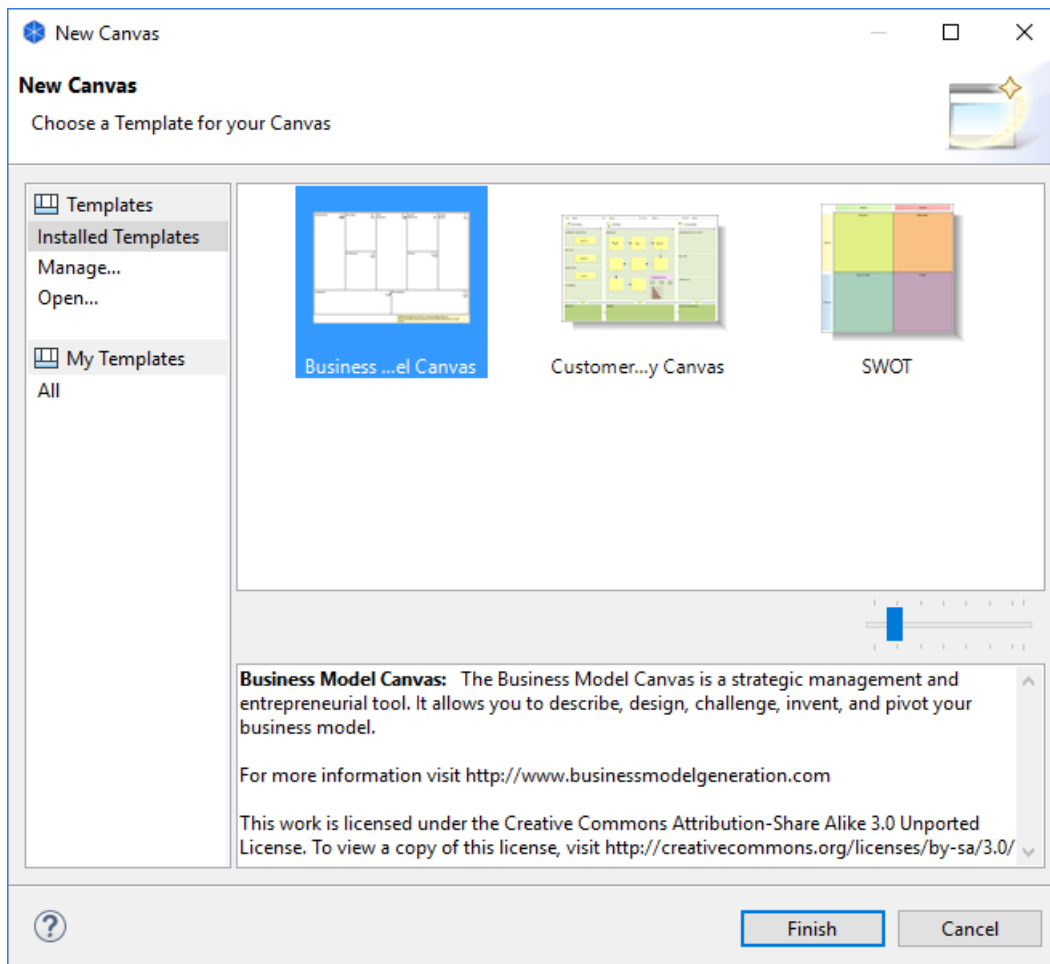 New Canvas
New Canvas
Choose a Template for your Canvas
Templates
Installed Templates
Manage...
Open...
My Templates
All
Business ...el Canvas
Customer...y Canvas
SWOT
Business Model Canvas: The Business Model Canvas is a strategic management and
entrepreneurial tool. It allows you to describe, design, challenge, invent, and pivot your
business model.
For more information visit http://www.businessmodelgeneration.com
This work is licensed under the Creative Commons Attribution-Share Alike 3.0 Unported
License. To view a copy of this license, visit http://creativecommons.org/licenses/by-sa/3.0/
?
Finish
Cancel